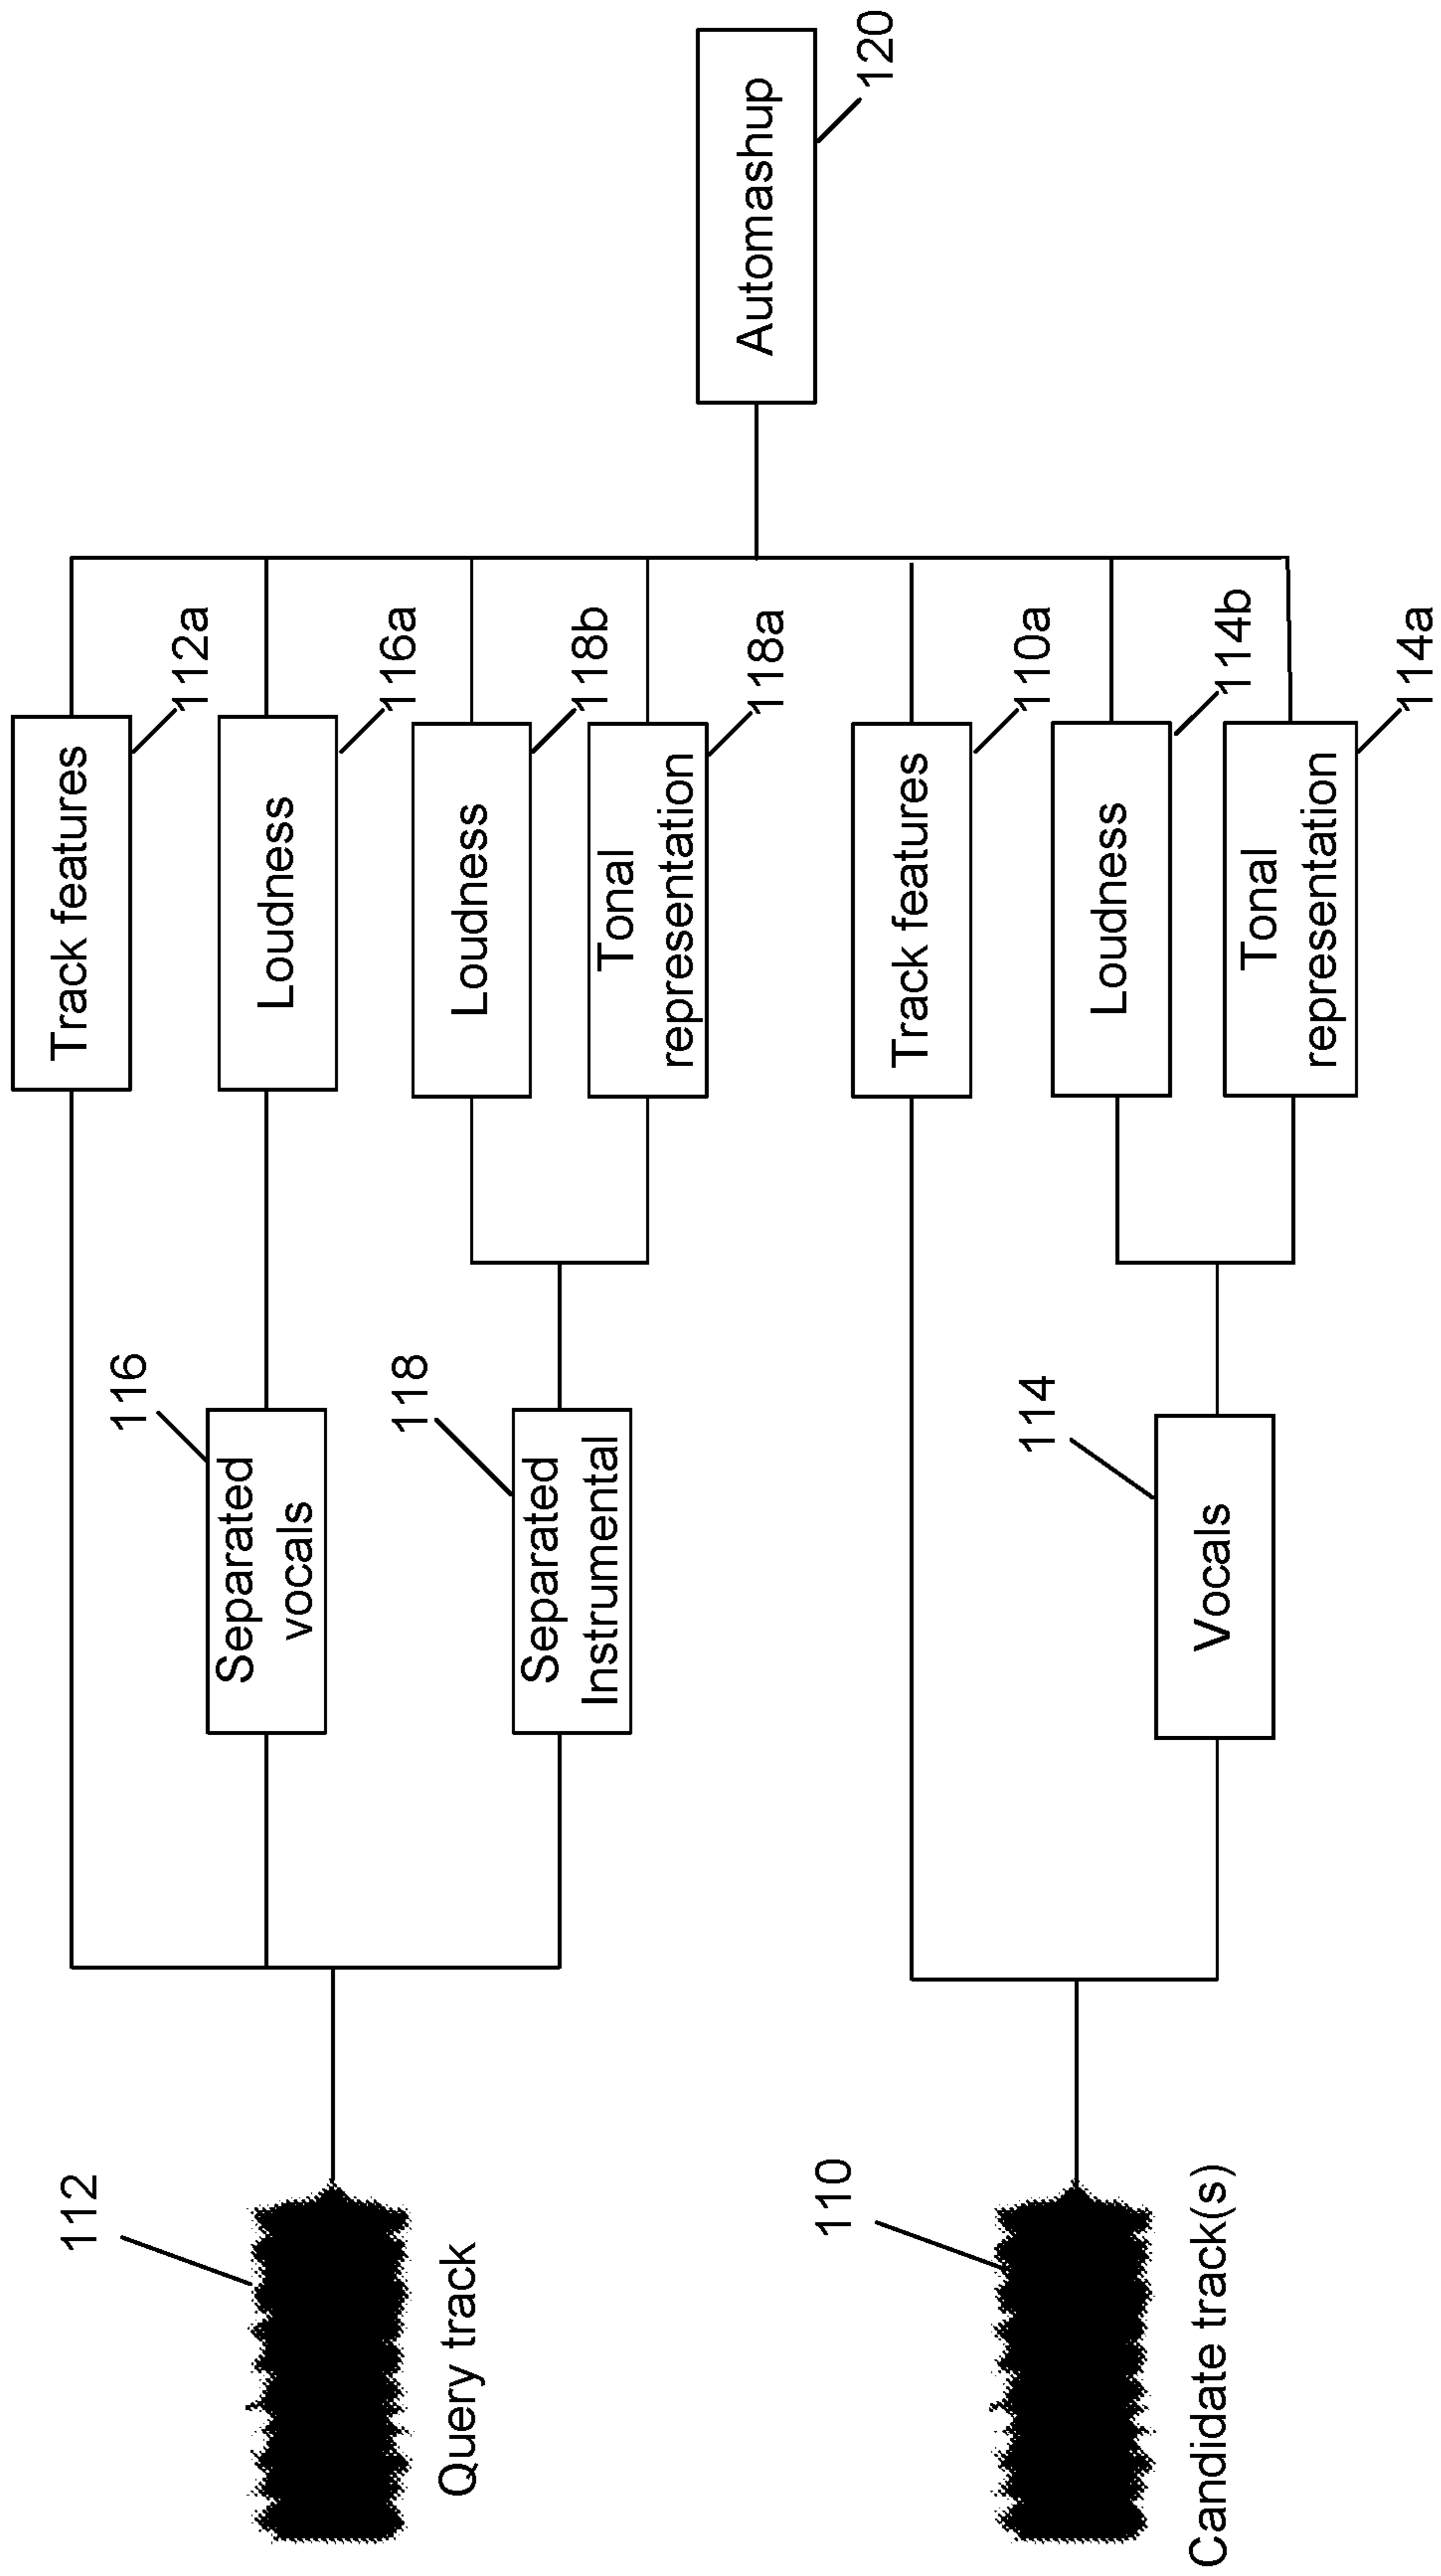 112
Query track
116
Separated
vocals
118
Separated
Instrumental
Track features
112a
Loudness
116a
Loudness
118b
Tonal
representation
118a
110
Candidate track(s)
114
Vocals
Track features
110a
Loudness
114b
Tonal
representation
114a
Automashup
120